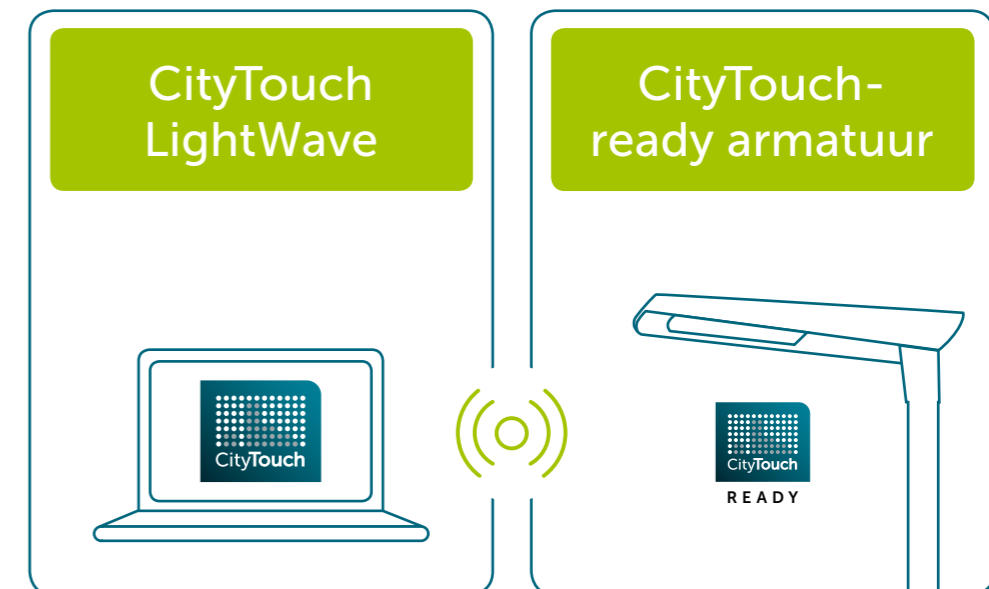 CityTouch
LightWave
CityTouch-
ready armatuur
CityTouch
CityTouch
READY